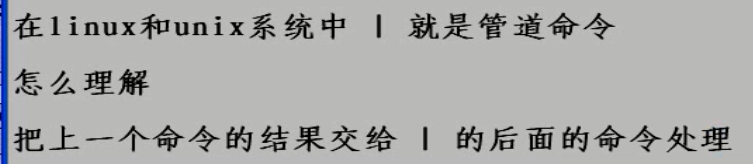 在linux和unix系统中 | 就是管道命令
怎么理解
把上一个命令的结果交给 | 的后面的命令处理